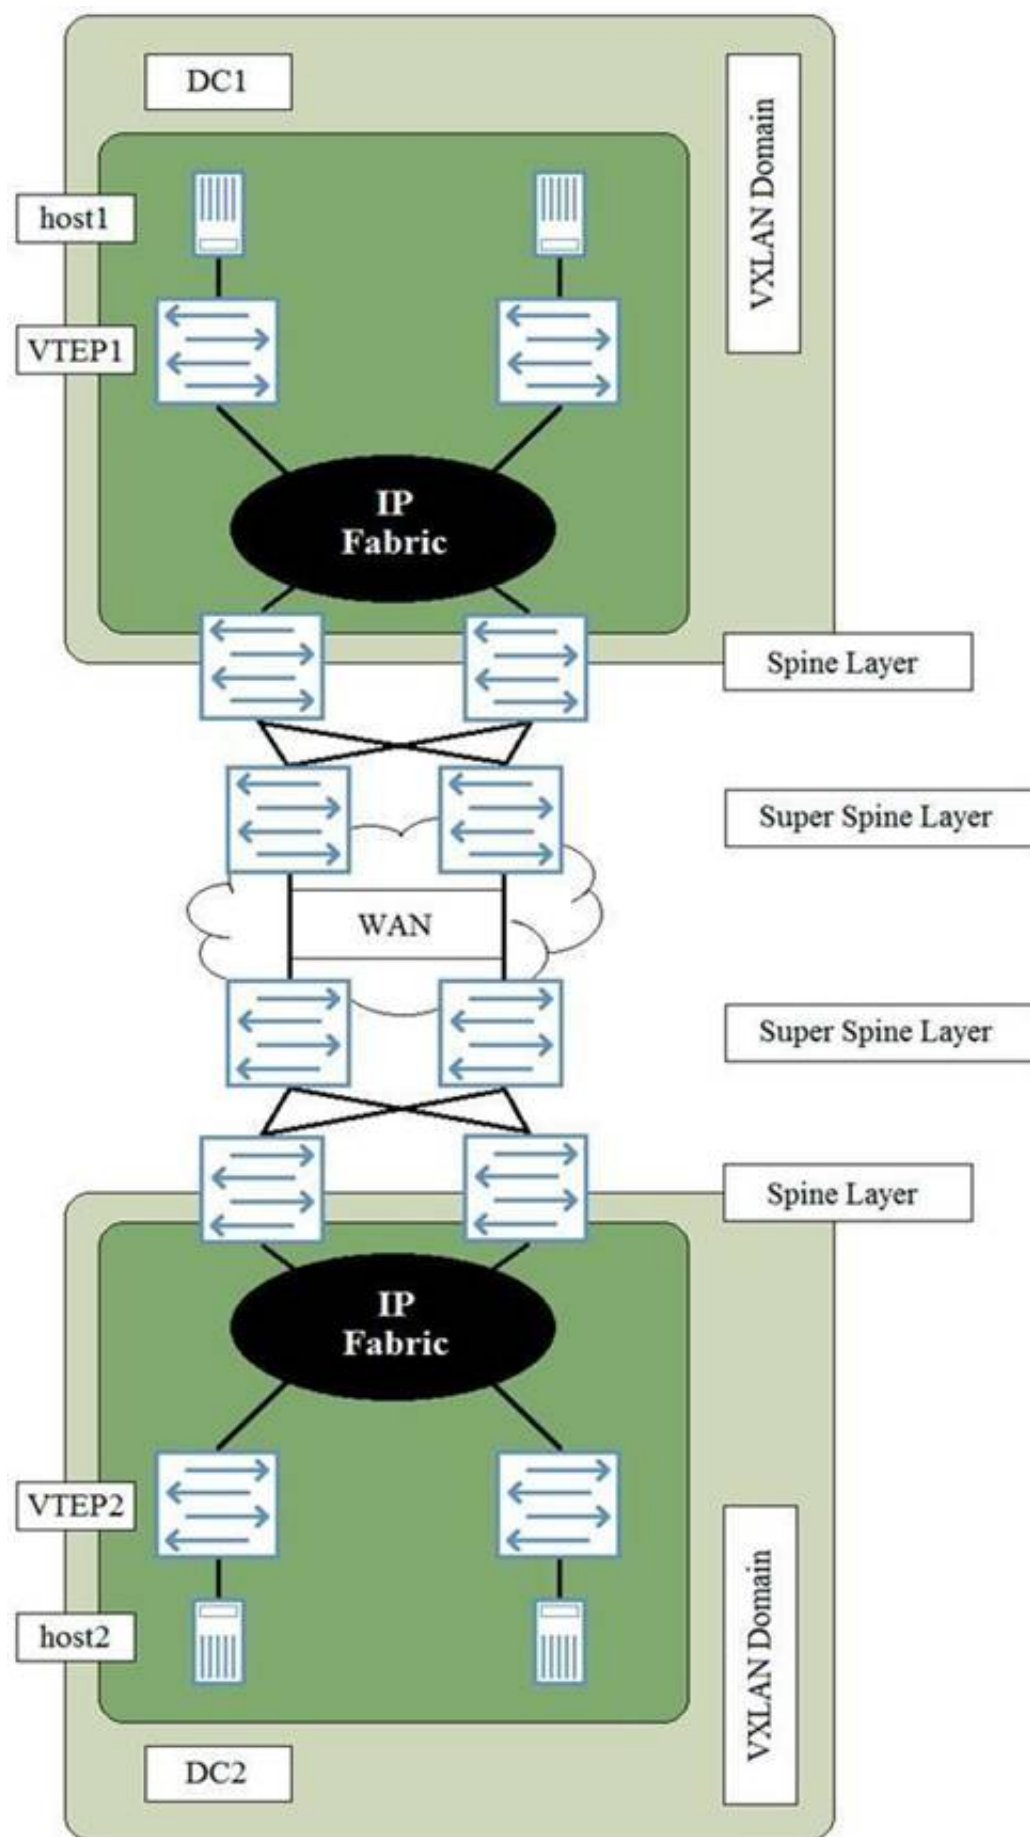 DC1
VXLAN Domain
host1
VTEP1
IP
Fabric
Spine Layer
Super Spine Layer
WAN
Super Spine Layer
Spine Layer
IP
Fabric
VTEP2
host2
VXLAN Domain
DC2